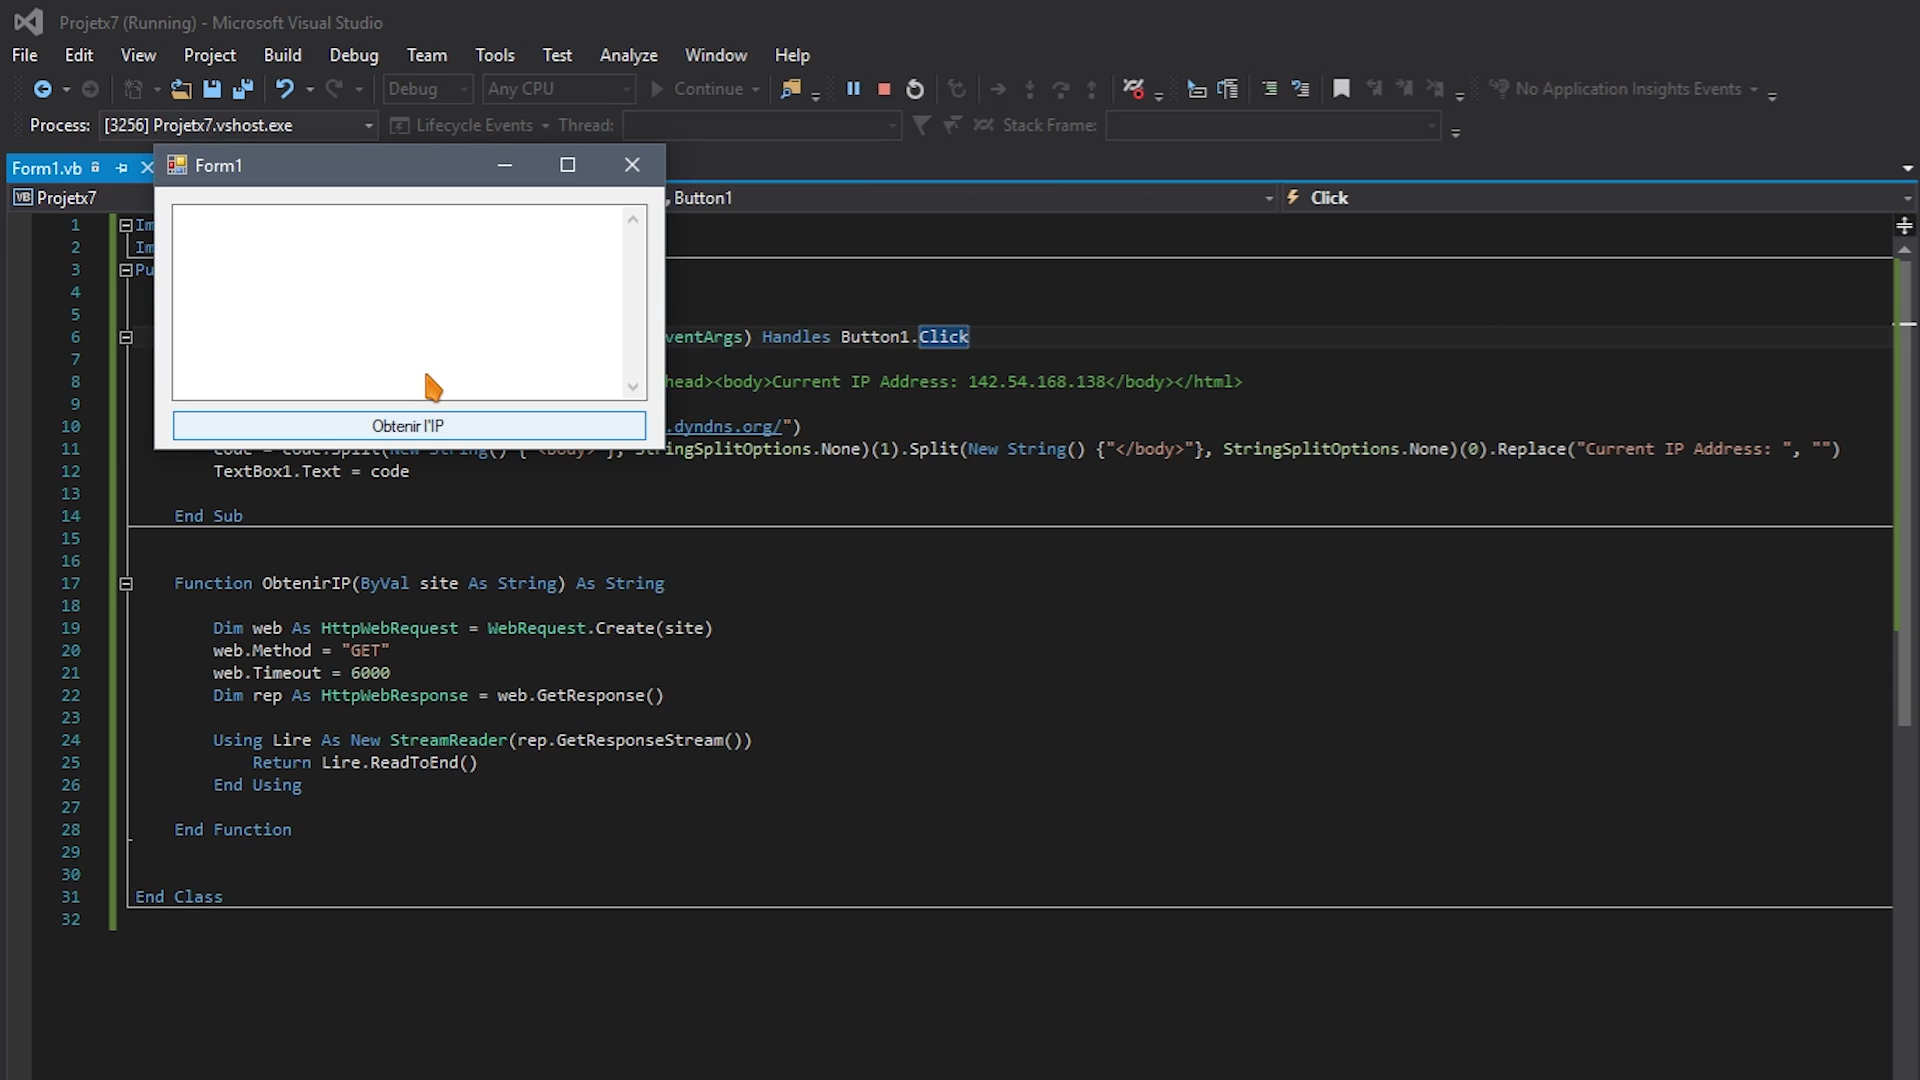 Projetx7 (Running) - Microsoft Visual Studio
File Edit View Project Build Debug Team Tools Test Analyze Window Help
Debug Any CPU Continue No Application Insights Events
Process: [3256] Projetx7.vshost.exe Lifecycle Events Thread: Stack Frame:
Form1.vb
Form1
VB Projetx7
Button1
Click
1 Im
2 Im
3 Pu
4
5
6 ventArgs) Handles Button1.Click
7
8 head><body>Current IP Address: 142.54.168.138</body></html>
9
Obtenir l'IP
10 .dyndns.org/")
11 StringSplitOptions.None)(1).Split(New String() {"</body>"}, StringSplitOptions.None)(0).Replace("Current IP Address: ", "")
12 TextBox1.Text = code
13
14 End Sub
15
16
17 Function ObtenirIP(ByVal site As String) As String
18
19 Dim web As HttpWebRequest = WebRequest.Create(site)
20 web.Method = "GET"
21 web.Timeout = 6000
22 Dim rep As HttpWebResponse = web.GetResponse()
23
24 Using Lire As New StreamReader(rep.GetResponseStream())
25 Return Lire.ReadToEnd()
26 End Using
27
28 End Function
29
30
31 End Class
32